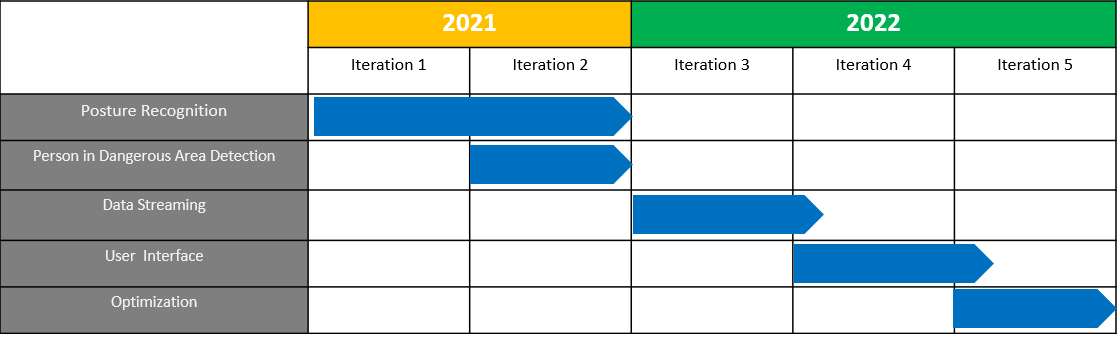 2021
2022
Iteration 1
Iteration 2
Iteration 3
Iteration 4
Iteration 5
Posture Recognition
Person in Dangerous Area Detection
Data Streaming
User Interface
Optimization